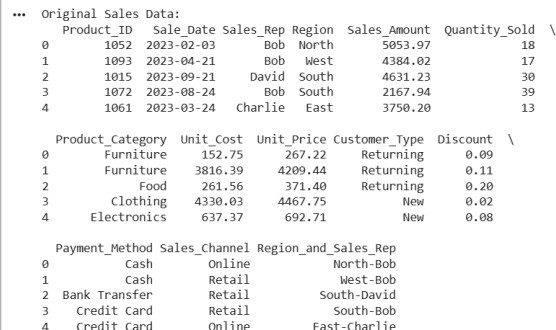 ... Original Sales Data:
Product_ID Sale_Date Sales_Rep Region Sales_Amount Quantity_Sold \
0 1052 2023-02-03 Bob North 5053.97 18
1 1093 2023-04-21 Bob West 4384.02 17
2 1015 2023-09-21 David South 4631.23 30
3 1072 2023-08-24 Bob South 2167.94 39
4 1061 2023-03-24 Charlie East 3750.20 13
Product_Category Unit_Cost Unit_Price Customer_Type Discount \
0 Furniture 152.75 267.22 Returning 0.09
1 Furniture 3816.39 4209.44 Returning 0.11
2 Food 261.56 371.40 Returning 0.20
3 Clothing 4330.03 4467.75 New 0.02
4 Electronics 637.37 692.71 New 0.08
Payment_Method Sales_Channel Region_and_Sales_Rep
0 Cash Online North-Bob
1 Cash Retail West-Bob
2 Bank Transfer Retail South-David
3 Credit Card Retail South-Bob
4 Credit Card Online East-Charlie